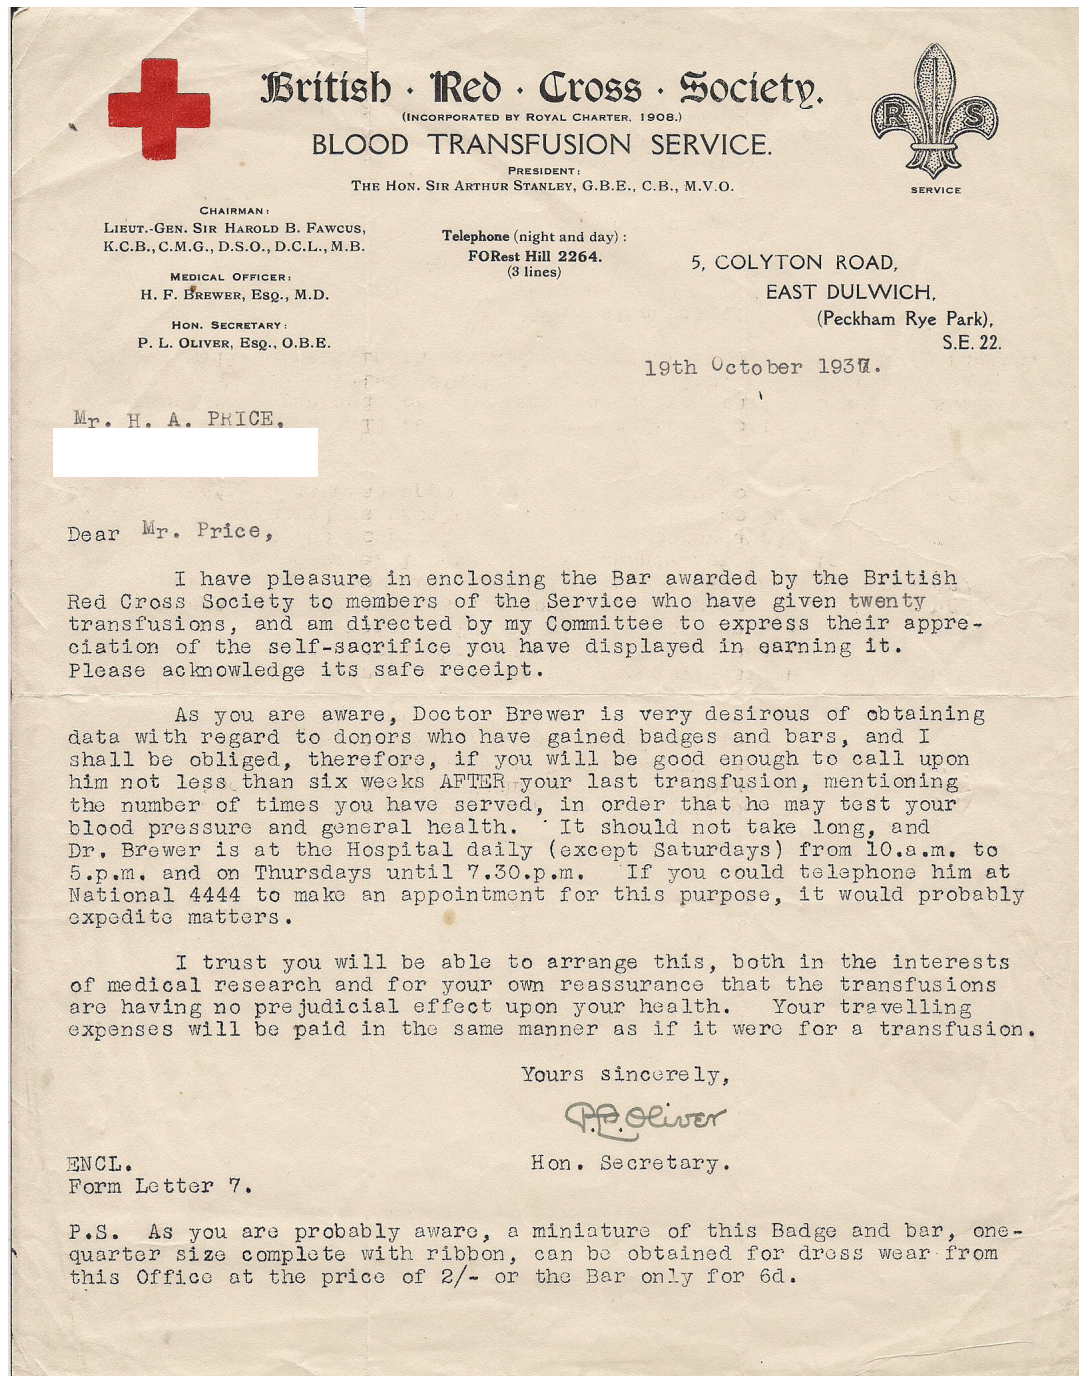 British · Red · Cross · Society.
(INCORPORATED BY ROYAL CHARTER, 1908.)
BLOOD TRANSFUSION SERVICE.
PRESIDENT:
THE HON. SIR ARTHUR STANLEY, G.B.E., C.B., M.V.O.
R S
SERVICE
CHAIRMAN:
LIEUT.-GEN. SIR HAROLD B. FAWCUS,
K.C.B., C.M.G., D.S.O., D.C.L., M.B.
MEDICAL OFFICER:
H. F. BREWER, ESQ., M.D.
HON. SECRETARY:
P. L. OLIVER, ESQ., O.B.E.
Telephone (night and day) :
FORest Hill 2264.
(3 lines)
5, COLYTON ROAD,
EAST DULWICH,
(Peckham Rye Park),
S.E. 22.
19th October 1937.
Mr. H. A. PRICE,
Dear Mr. Price,
I have pleasure in enclosing the Bar awarded by the British
Red Cross Society to members of the Service who have given twenty
transfusions, and am directed by my Committee to express their appre-
ciation of the self-sacrifice you have displayed in earning it.
Please acknowledge its safe receipt.
As you are aware, Doctor Brewer is very desirous of obtaining
data with regard to donors who have gained badges and bars, and I
shall be obliged, therefore, if you will be good enough to call upon
him not less than six weeks AFTER your last transfusion, mentioning
the number of times you have served, in order that he may test your
blood pressure and general health. It should not take long, and
Dr. Brewer is at the Hospital daily (except Saturdays) from 10.a.m. to
5.p.m. and on Thursdays until 7.30.p.m. If you could telephone him at
National 4444 to make an appointment for this purpose, it would probably
expedite matters.
I trust you will be able to arrange this, both in the interests
of medical research and for your own reassurance that the transfusions
are having no prejudicial effect upon your health. Your travelling
expenses will be paid in the same manner as if it were for a transfusion.
Yours sincerely,
P.L. Oliver
Hon. Secretary.
ENCL.
Form Letter 7.
P.S. As you are probably aware, a miniature of this Badge and bar, one-
quarter size complete with ribbon, can be obtained for dress wear from
this Office at the price of 2/- or the Bar only for 6d.